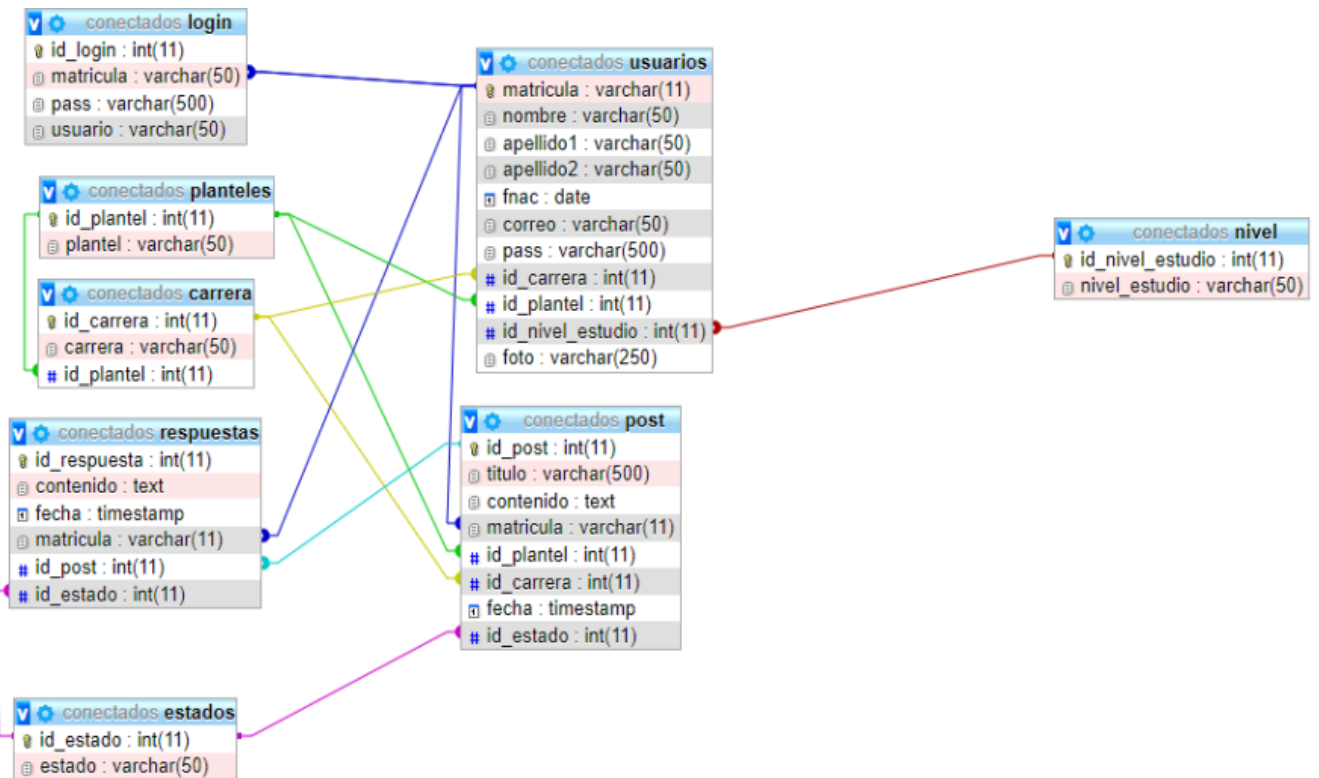 conectados login
id_login : int(11)
matricula : varchar(50)
pass : varchar(500)
usuario : varchar(50)
conectados planteles
id_plantel : int(11)
plantel : varchar(50)
conectados carrera
id_carrera : int(11)
carrera : varchar(50)
# id_plantel : int(11)
conectados respuestas
id_respuesta : int(11)
contenido : text
fecha : timestamp
matricula : varchar(11)
# id_post : int(11)
# id_estado : int(11)
conectados estados
id_estado : int(11)
estado : varchar(50)
conectados usuarios
matricula : varchar(11)
nombre : varchar(50)
apellido1 : varchar(50)
apellido2 : varchar(50)
fnac : date
correo : varchar(50)
pass : varchar(500)
# id_carrera : int(11)
# id_plantel : int(11)
# id_nivel_estudio : int(11)
foto : varchar(250)
conectados post
id_post : int(11)
titulo : varchar(500)
contenido : text
matricula : varchar(11)
# id_plantel : int(11)
# id_carrera : int(11)
fecha : timestamp
# id_estado : int(11)
conectados nivel
id_nivel_estudio : int(11)
nivel_estudio : varchar(50)